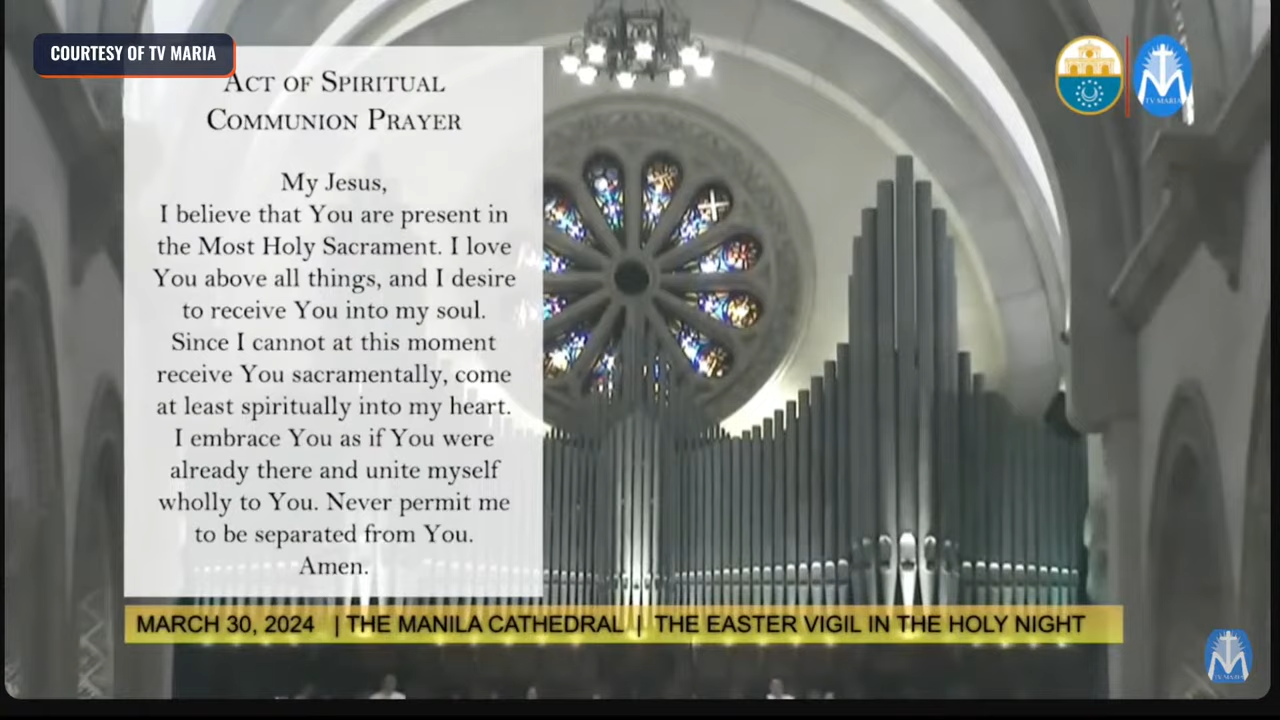 COURTESY OF TV MARIA
ACT OF SPIRITUAL
COMMUNION PRAYER
My Jesus,
I believe that You are present in
the Most Holy Sacrament. I love
You above all things, and I desire
to receive You into my soul.
Since I cannot at this moment
receive You sacramentally, come
at least spiritually into my heart.
I embrace You as if You were
already there and unite myself
wholly to You. Never permit me
to be separated from You.
Amen.
TV MARIA
MARCH 30, 2024 | THE MANILA CATHEDRAL | THE EASTER VIGIL IN THE HOLY NIGHT
TV MARIA